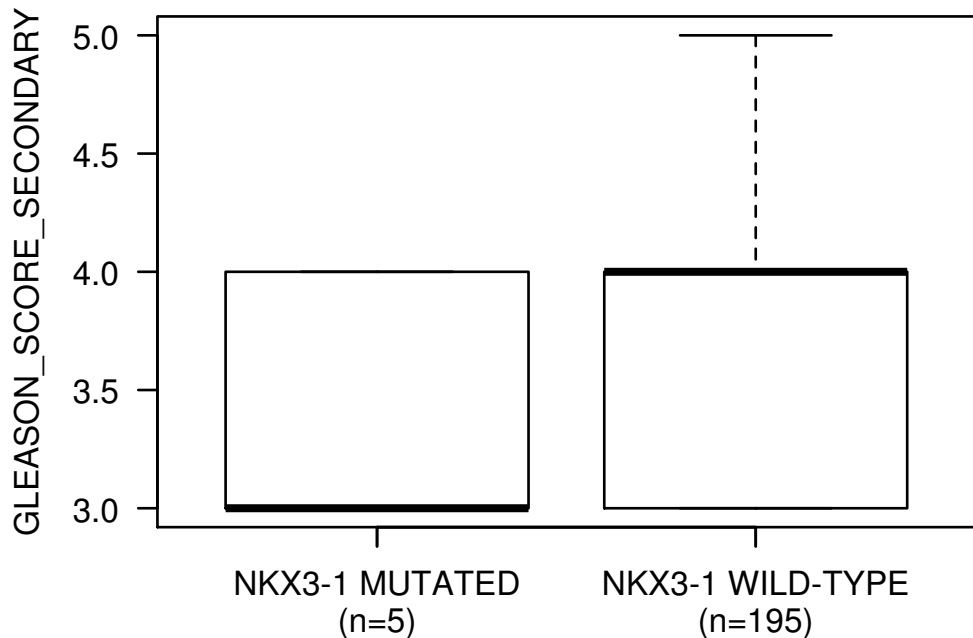 GLEASON_SCORE_SECONDARY
5.0
4.5
4.0
3.5
3.0
NKX3-1 MUTATED
(n=5)
NKX3-1 WILD-TYPE
(n=195)